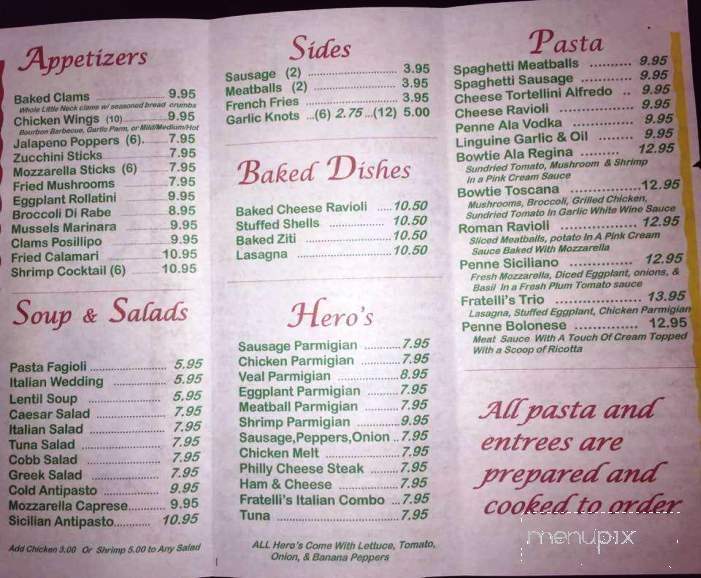 Appetizers
Baked Clams ............ 9.95
Whole Little Neck clams w/ seasoned bread crumbs
Chicken Wings (10) ............ 9.95
Bourbon Barbecue, Garlic Parm, or Mild/Medium/Hot
Jalapeno Poppers (6). ...... 7.95
Zucchini Sticks ............ 7.95
Mozzarella Sticks (6) ....... 7.95
Fried Mushrooms ............ 7.95
Eggplant Rollatini ............ 9.95
Broccoli Di Rabe ............ 8.95
Mussels Marinara ............ 9.95
Clams Posillipo ............ 9.95
Fried Calamari ............ 10.95
Shrimp Cocktail (6) ......... 10.95
Soup & Salads
Pasta Fagioli ............ 5.95
Italian Wedding ............ 5.95
Lentil Soup ............ 5.95
Caesar Salad ............ 7.95
Italian Salad ............ 7.95
Tuna Salad ............ 7.95
Cobb Salad ............ 7.95
Greek Salad ............ 7.95
Cold Antipasto ............ 9.95
Mozzarella Caprese......... 9.95
Sicilian Antipasto.......... 10.95
Add Chicken 3.00 Or Shrimp 5.00 to Any Salad
Sides
Sausage (2) ............ 3.95
Meatballs (2) ............ 3.95
French Fries ............ 3.95
Garlic Knots ...(6) 2.75 ...(12) 5.00
Baked Dishes
Baked Cheese Ravioli ....10.50
Stuffed Shells ............10.50
Baked Ziti ............10.50
Lasagna ............10.50
Hero's
Sausage Parmigian ..........7.95
Chicken Parmigian ..........7.95
Veal Parmigian ............8.95
Eggplant Parmigian .........7.95
Meatball Parmigian .........7.95
Shrimp Parmigian ...........9.95
Sausage,Peppers,Onion ..7.95
Chicken Melt ............7.95
Philly Cheese Steak ........7.95
Ham & Cheese ............7.95
Fratelli's Italian Combo ...7.95
Tuna ............7.95
ALL Hero's Come With Lettuce, Tomato,
Onion, & Banana Peppers
Pasta
Spaghetti Meatballs .......... 9.95
Spaghetti Sausage .......... 9.95
Cheese Tortellini Alfredo .. 9.95
Cheese Ravioli ............ 9.95
Penne Ala Vodka ............ 9.95
Linguine Garlic & Oil ....... 9.95
Bowtie Ala Regina ......... 12.95
Sundried Tomato, Mushroom & Shrimp
In a Pink Cream Sauce
Bowtie Toscana ................12.95
Mushrooms, Broccoli, Grilled Chicken,
Sundried Tomato In Garlic White Wine Sauce
Roman Ravioli ................. 12.95
Sliced Meatballs, potato In A Pink Cream
Sauce Baked With Mozzarella
Penne Siciliano ............... 12.95
Fresh Mozzarella, Diced Eggplant, onions, &
Basil In a Fresh Plum Tomato sauce
Fratelli's Trio ................. 13.95
Lasagna, Stuffed Eggplant, Chicken Parmigian
Penne Bolonese ............... 12.95
Meat Sauce With A Touch Of Cream Topped
With a Scoop of Ricotta
All pasta and
entrees are
prepared and
cooked to order
menupix